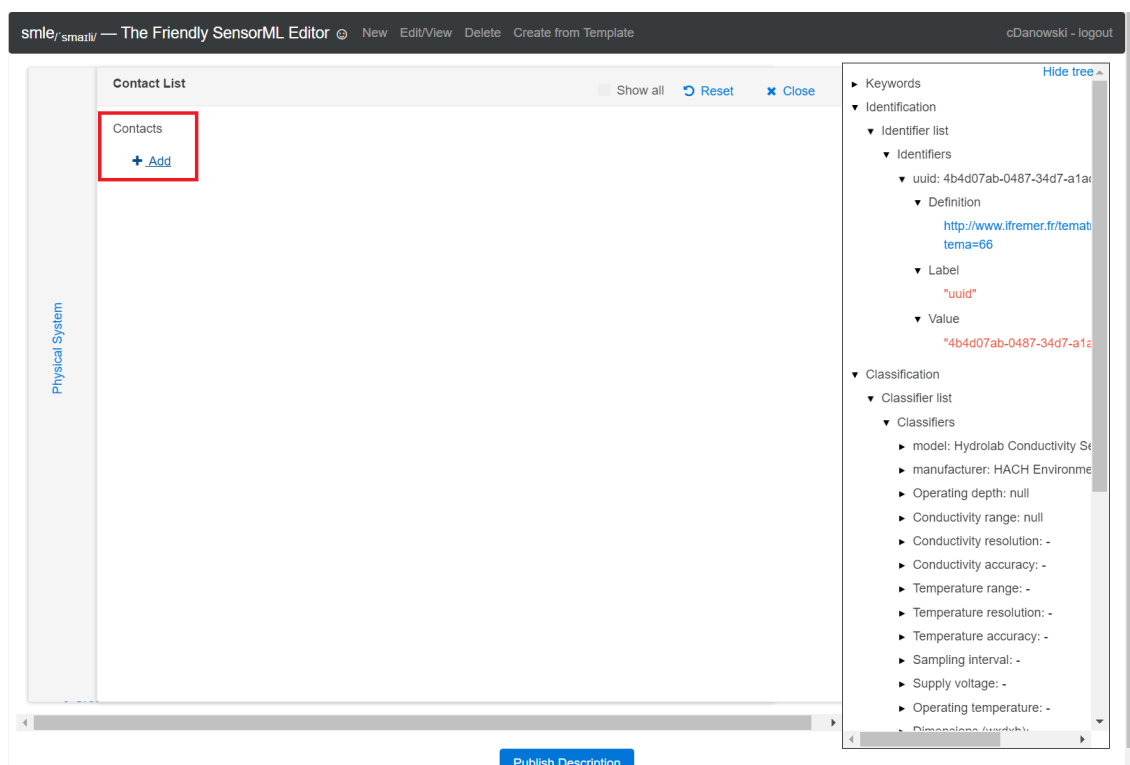 smle/ˈsmaɪli/ — The Friendly SensorML Editor ☺ New Edit/View Delete Create from Template cDanowski - logout
Contact List
Show all Reset Close
Contacts
Add
Physical System
Hide tree
Keywords
Identification
Identifier list
Identifiers
uuid: 4b4d07ab-0487-34d7-a1a
Definition
http://www.ifremer.fr/temat
tema=66
Label
"uuid"
Value
"4b4d07ab-0487-34d7-a1a
Classification
Classifier list
Classifiers
model: Hydrolab Conductivity Se
manufacturer: HACH Environme
Operating depth: null
Conductivity range: null
Conductivity resolution: -
Conductivity accuracy: -
Temperature range: -
Temperature resolution: -
Temperature accuracy: -
Sampling interval: -
Supply voltage: -
Operating temperature: -
Dimensions (wxdxh):
Publish Description